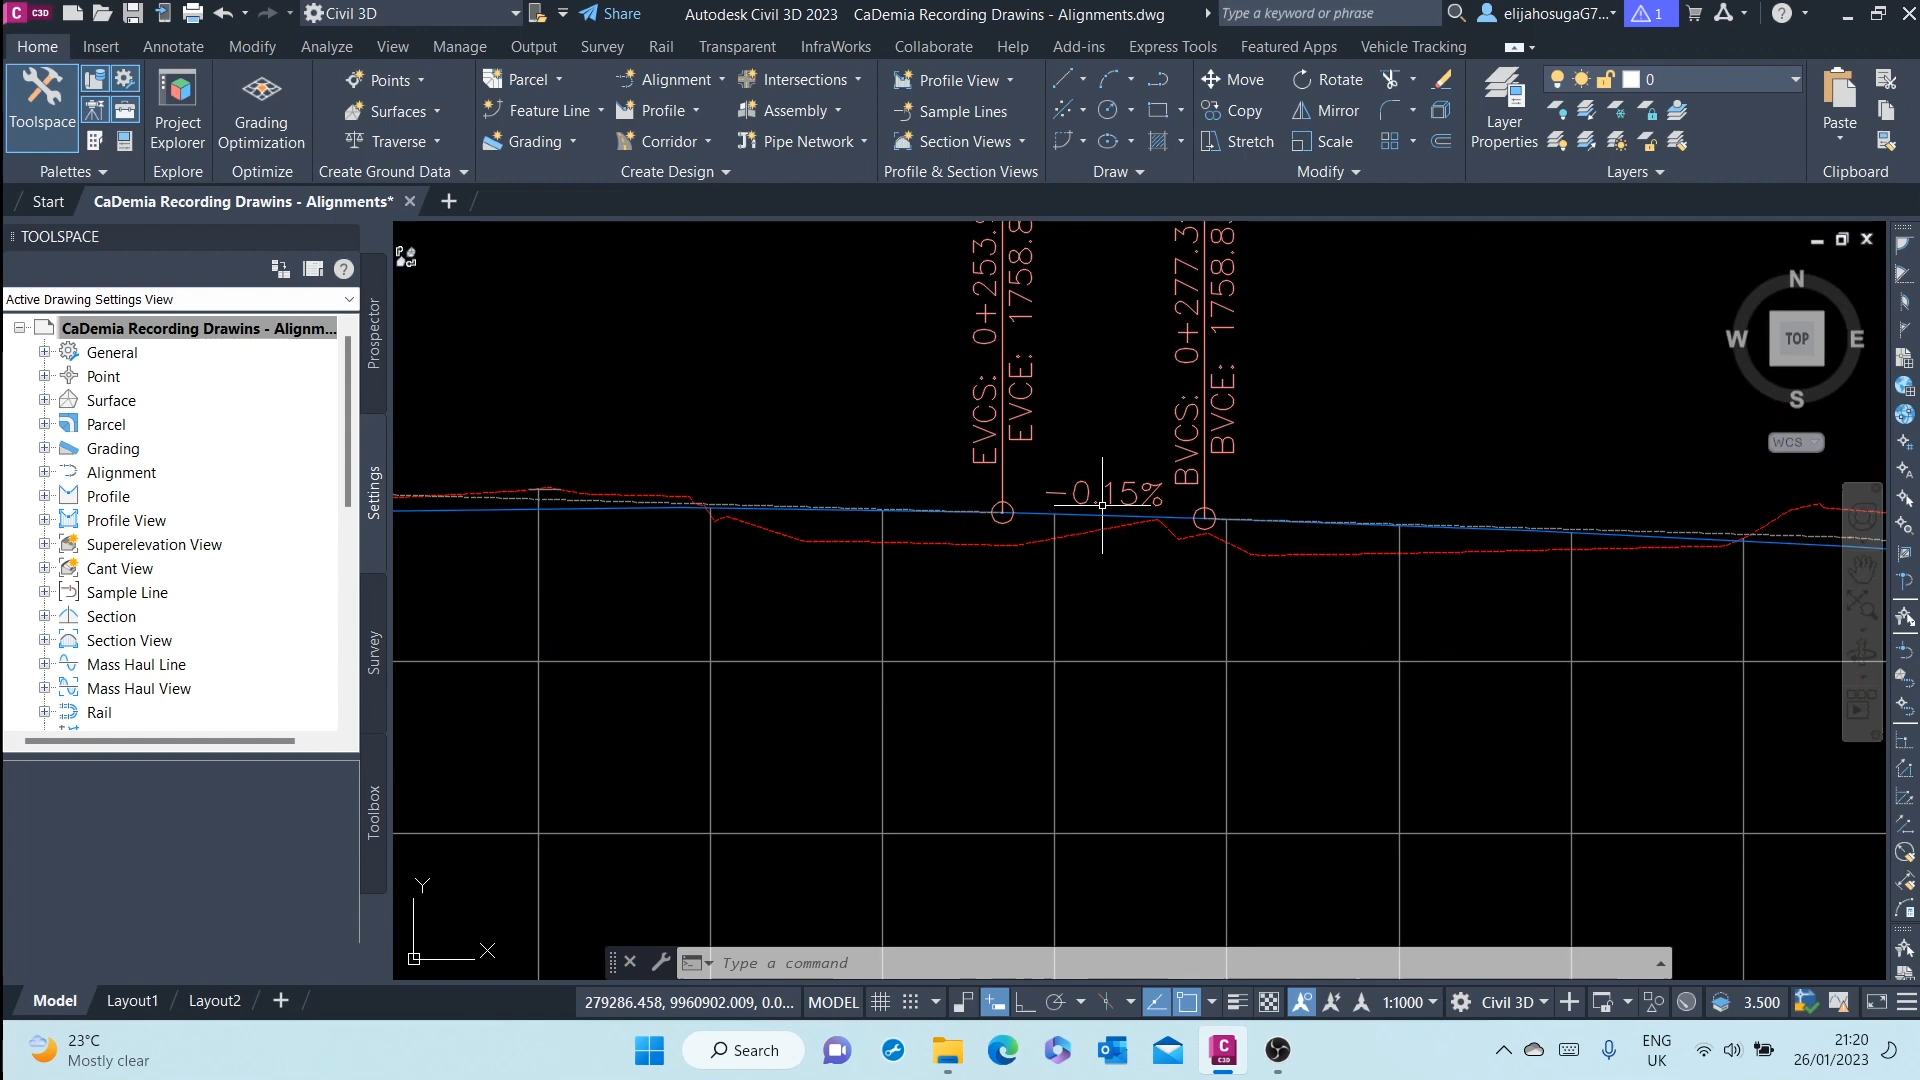 C3D Civil 3D Share Autodesk Civil 3D 2023 CaDemia Recording Drawins - Alignments.dwg Type a keyword or phrase elijahosugaG7... 1
Home Insert Annotate Modify Analyze View Manage Output Survey Rail Transparent InfraWorks Collaborate Help Add-ins Express Tools Featured Apps Vehicle Tracking
Toolspace
Project Explorer
Grading Optimization
Points
Surfaces
Traverse
Parcel
Feature Line
Grading
Alignment
Profile
Corridor
Intersections
Assembly
Pipe Network
Profile View
Sample Lines
Section Views
Move
Copy
Stretch
Rotate
Mirror
Scale
Layer Properties
0
Paste
Palettes Explore Optimize Create Ground Data Create Design Profile & Section Views Draw Modify Layers Clipboard
Start CaDemia Recording Drawins - Alignments*
TOOLSPACE
Active Drawing Settings View
CaDemia Recording Drawins - Alignm...
General
Point
Surface
Parcel
Grading
Alignment
Profile
Profile View
Superelevation View
Cant View
Sample Line
Section
Section View
Mass Haul Line
Mass Haul View
Rail
Prospector
Settings
Survey
Toolbox
EVCS: 0+253.
EVCE: 1758.8
BVCS: 0+277.3
BVCE: 1758.8
-0.15%
N
W TOP E
S
WCS
Y
X
Type a command
Model Layout1 Layout2 279286.458, 9960902.009, 0.0... MODEL 1:1000 Civil 3D 3.500
23°C
Mostly clear
Search
C3D
ENG
UK
21:20
26/01/2023